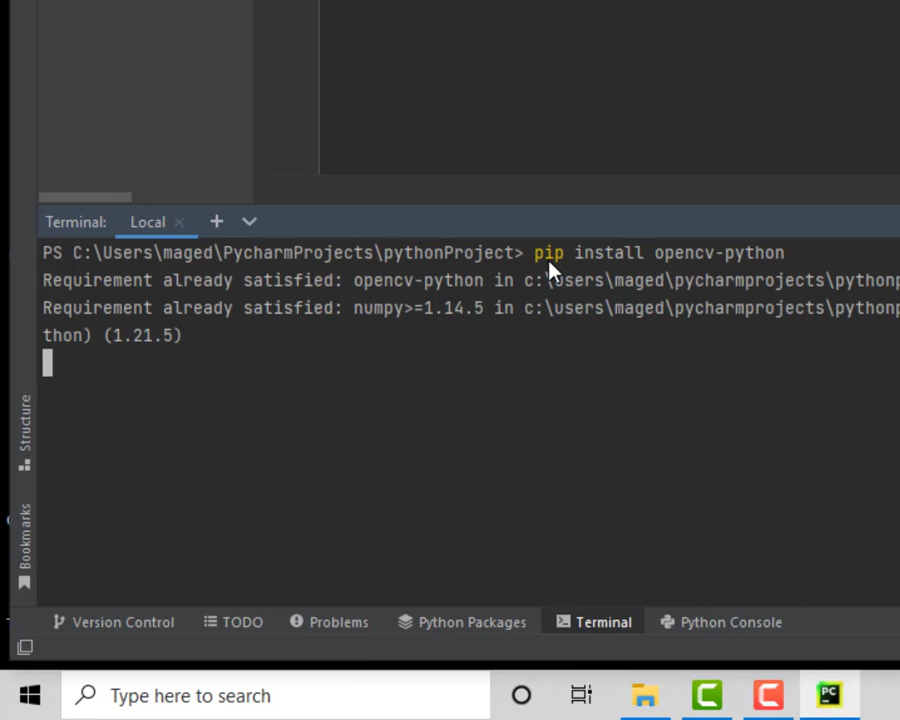 Terminal:
Local
PS C:\Users\maged\PycharmProjects\pythonProject> pip install opencv-python
Requirement already satisfied: opencv-python in c:\users\maged\pycharmprojects\pythonp
Requirement already satisfied: numpy>=1.14.5 in c:\users\maged\pycharmprojects\pythonp
thon) (1.21.5)
Structure
Bookmarks
Version Control
TODO
Problems
Python Packages
Terminal
Python Console
Type here to search
PC